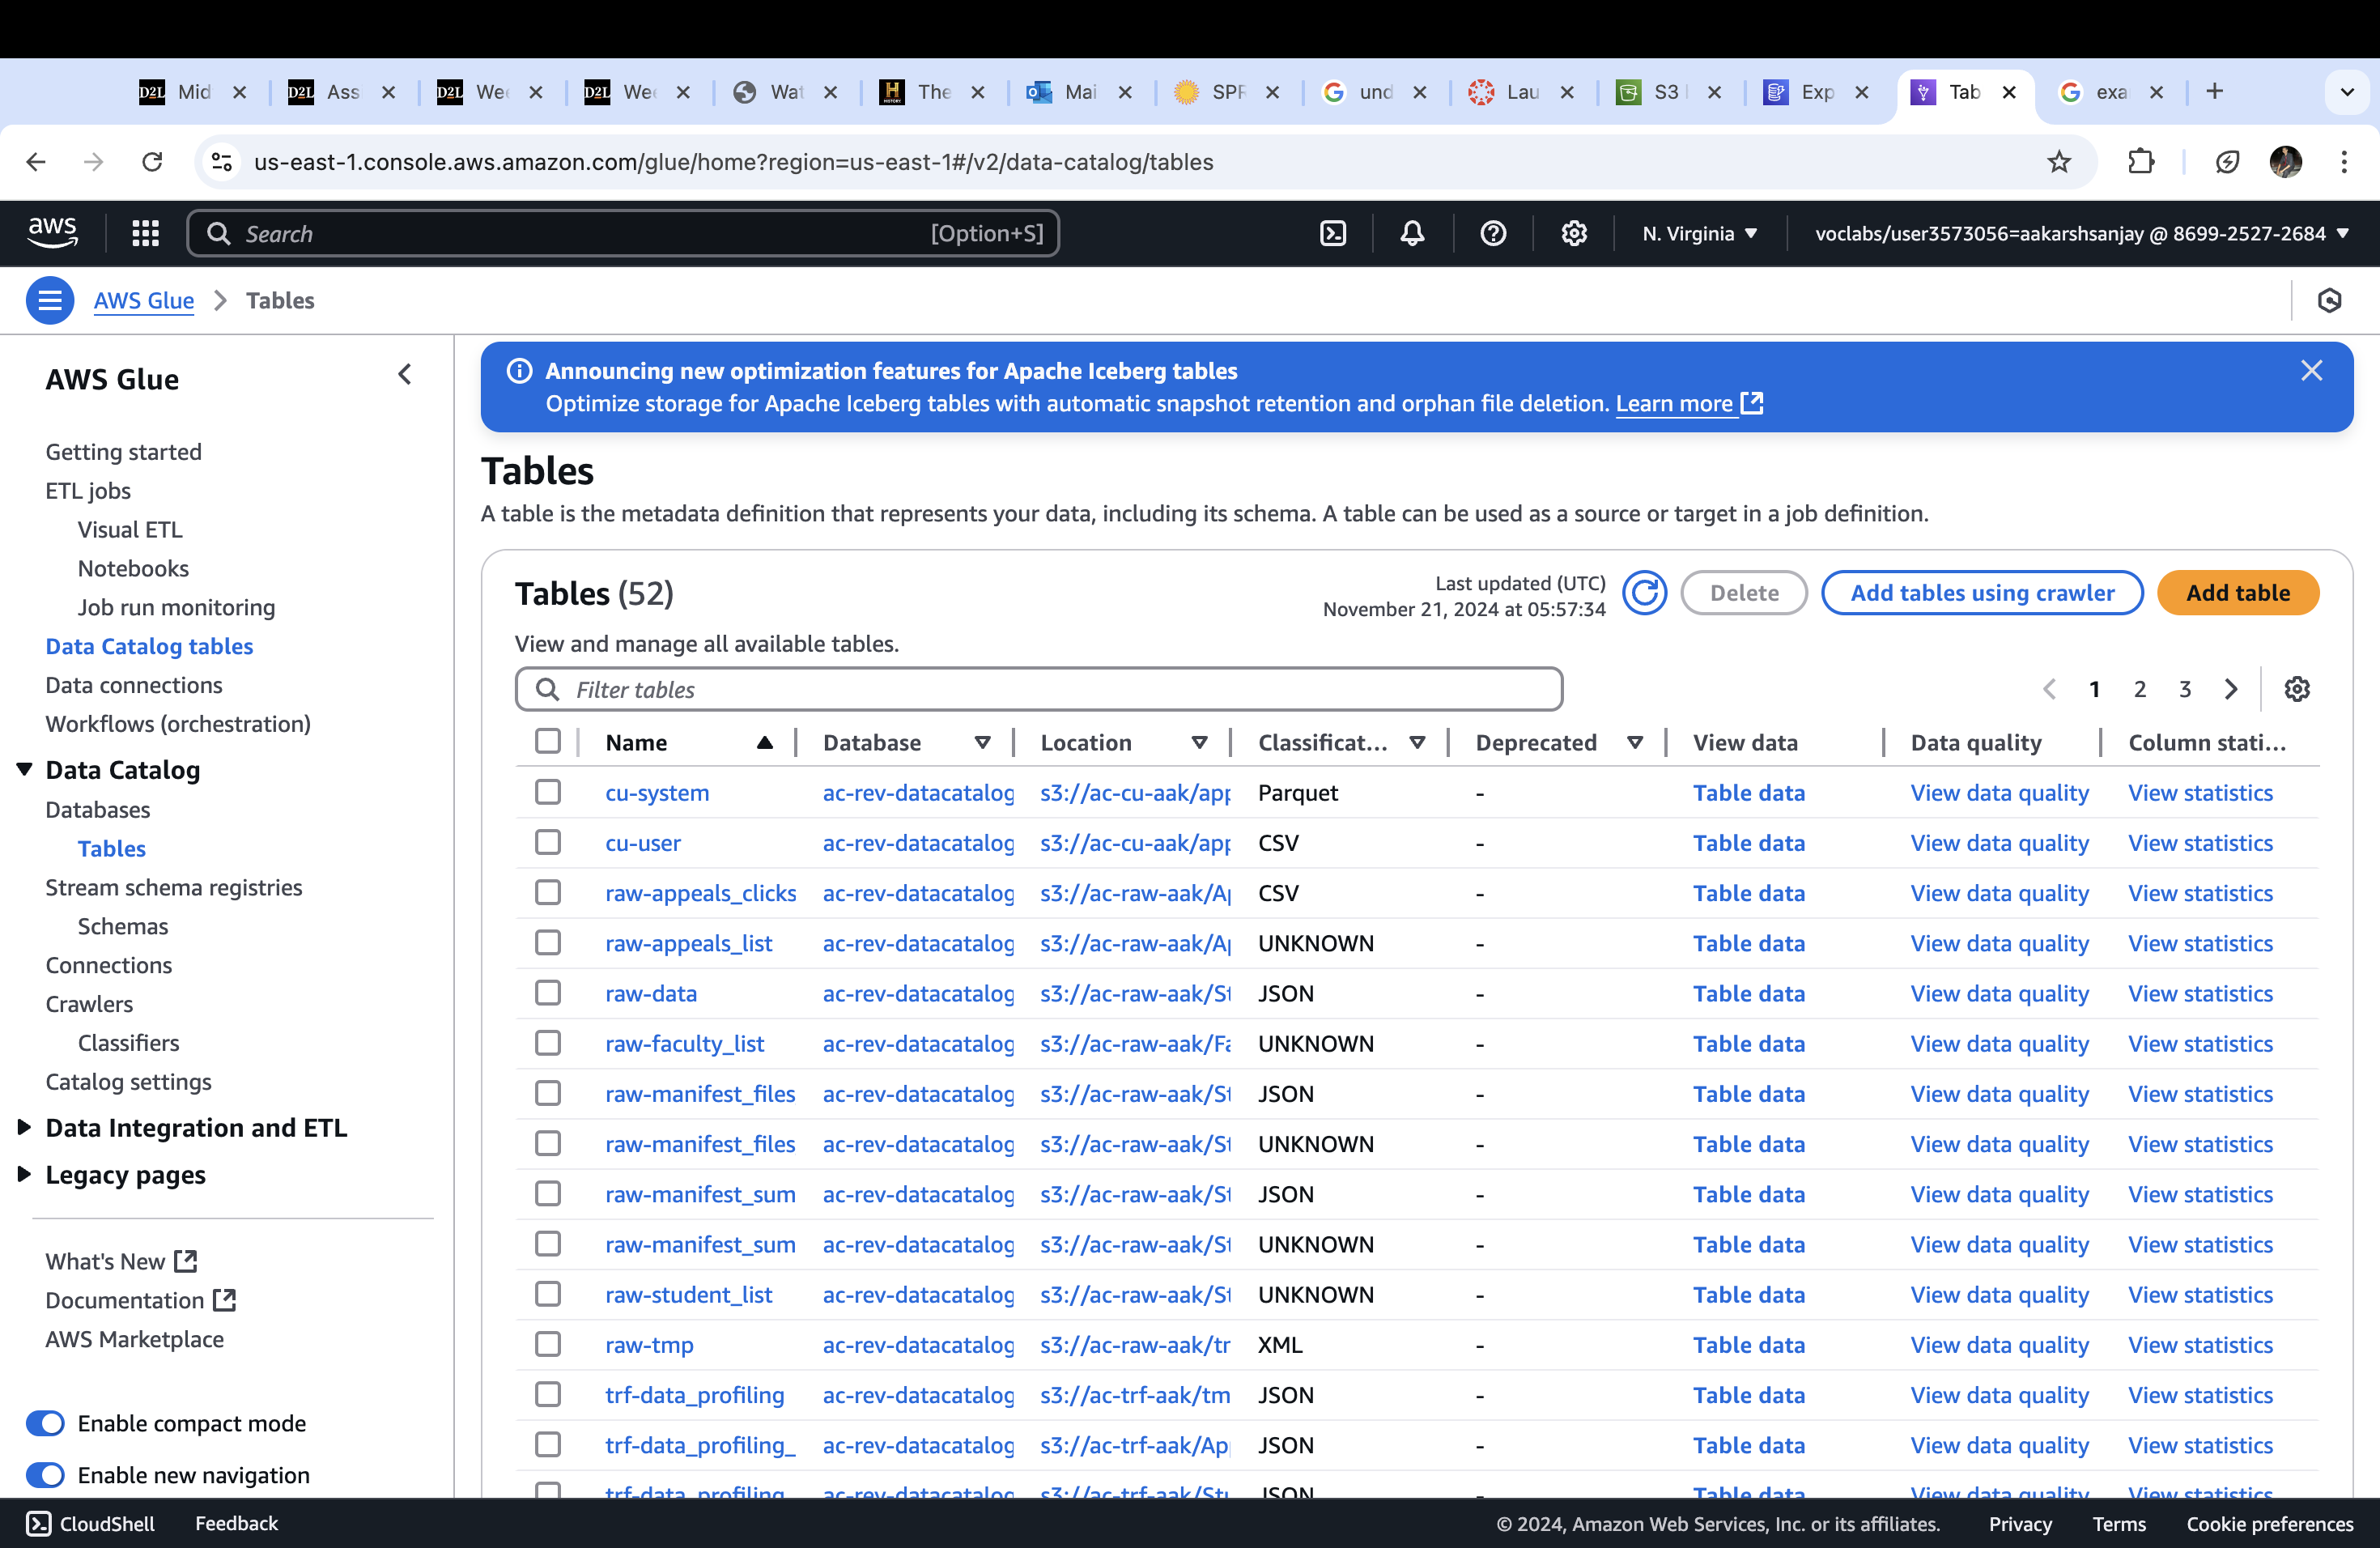 Mid
Ass
Wee
Wee
Wat
The
Mai
SPR
und
Lau
S3
Exp
Tab
exa
us-east-1.console.aws.amazon.com/glue/home?region=us-east-1#/v2/data-catalog/tables
aws
Search
[Option+S]
N. Virginia
voclabs/user3573056=aakarshsanjay @ 8699-2527-2684
AWS Glue
Tables
AWS Glue
Getting started
ETL jobs
Visual ETL
Notebooks
Job run monitoring
Data Catalog tables
Data connections
Workflows (orchestration)
Data Catalog
Databases
Tables
Stream schema registries
Schemas
Connections
Crawlers
Classifiers
Catalog settings
Data Integration and ETL
Legacy pages
What's New
Documentation
AWS Marketplace
Enable compact mode
Enable new navigation
Announcing new optimization features for Apache Iceberg tables
Optimize storage for Apache Iceberg tables with automatic snapshot retention and orphan file deletion. Learn more
Tables
A table is the metadata definition that represents your data, including its schema. A table can be used as a source or target in a job definition.
Tables (52)
Last updated (UTC)
November 21, 2024 at 05:57:34
Delete
Add tables using crawler
Add table
View and manage all available tables.
Filter tables
1 2 3
Name Database Location Classificat... Deprecated View data Data quality Column stati...
cu-system ac-rev-datacatalog s3://ac-cu-aak/app Parquet - Table data View data quality View statistics
cu-user ac-rev-datacatalog s3://ac-cu-aak/app CSV - Table data View data quality View statistics
raw-appeals_clicks ac-rev-datacatalog s3://ac-raw-aak/Ap CSV - Table data View data quality View statistics
raw-appeals_list ac-rev-datacatalog s3://ac-raw-aak/Ap UNKNOWN - Table data View data quality View statistics
raw-data ac-rev-datacatalog s3://ac-raw-aak/St JSON - Table data View data quality View statistics
raw-faculty_list ac-rev-datacatalog s3://ac-raw-aak/Fa UNKNOWN - Table data View data quality View statistics
raw-manifest_files ac-rev-datacatalog s3://ac-raw-aak/St JSON - Table data View data quality View statistics
raw-manifest_files ac-rev-datacatalog s3://ac-raw-aak/St UNKNOWN - Table data View data quality View statistics
raw-manifest_sum ac-rev-datacatalog s3://ac-raw-aak/St JSON - Table data View data quality View statistics
raw-manifest_sum ac-rev-datacatalog s3://ac-raw-aak/St UNKNOWN - Table data View data quality View statistics
raw-student_list ac-rev-datacatalog s3://ac-raw-aak/St UNKNOWN - Table data View data quality View statistics
raw-tmp ac-rev-datacatalog s3://ac-raw-aak/tr XML - Table data View data quality View statistics
trf-data_profiling ac-rev-datacatalog s3://ac-trf-aak/tm JSON - Table data View data quality View statistics
trf-data_profiling_ ac-rev-datacatalog s3://ac-trf-aak/Ap JSON - Table data View data quality View statistics
trf-data_profiling ac-rev-datacatalog s3://ac-trf-aak/Stu JSON - Table data View data quality View statistics
CloudShell
Feedback
© 2024, Amazon Web Services, Inc. or its affiliates.
Privacy
Terms
Cookie preferences